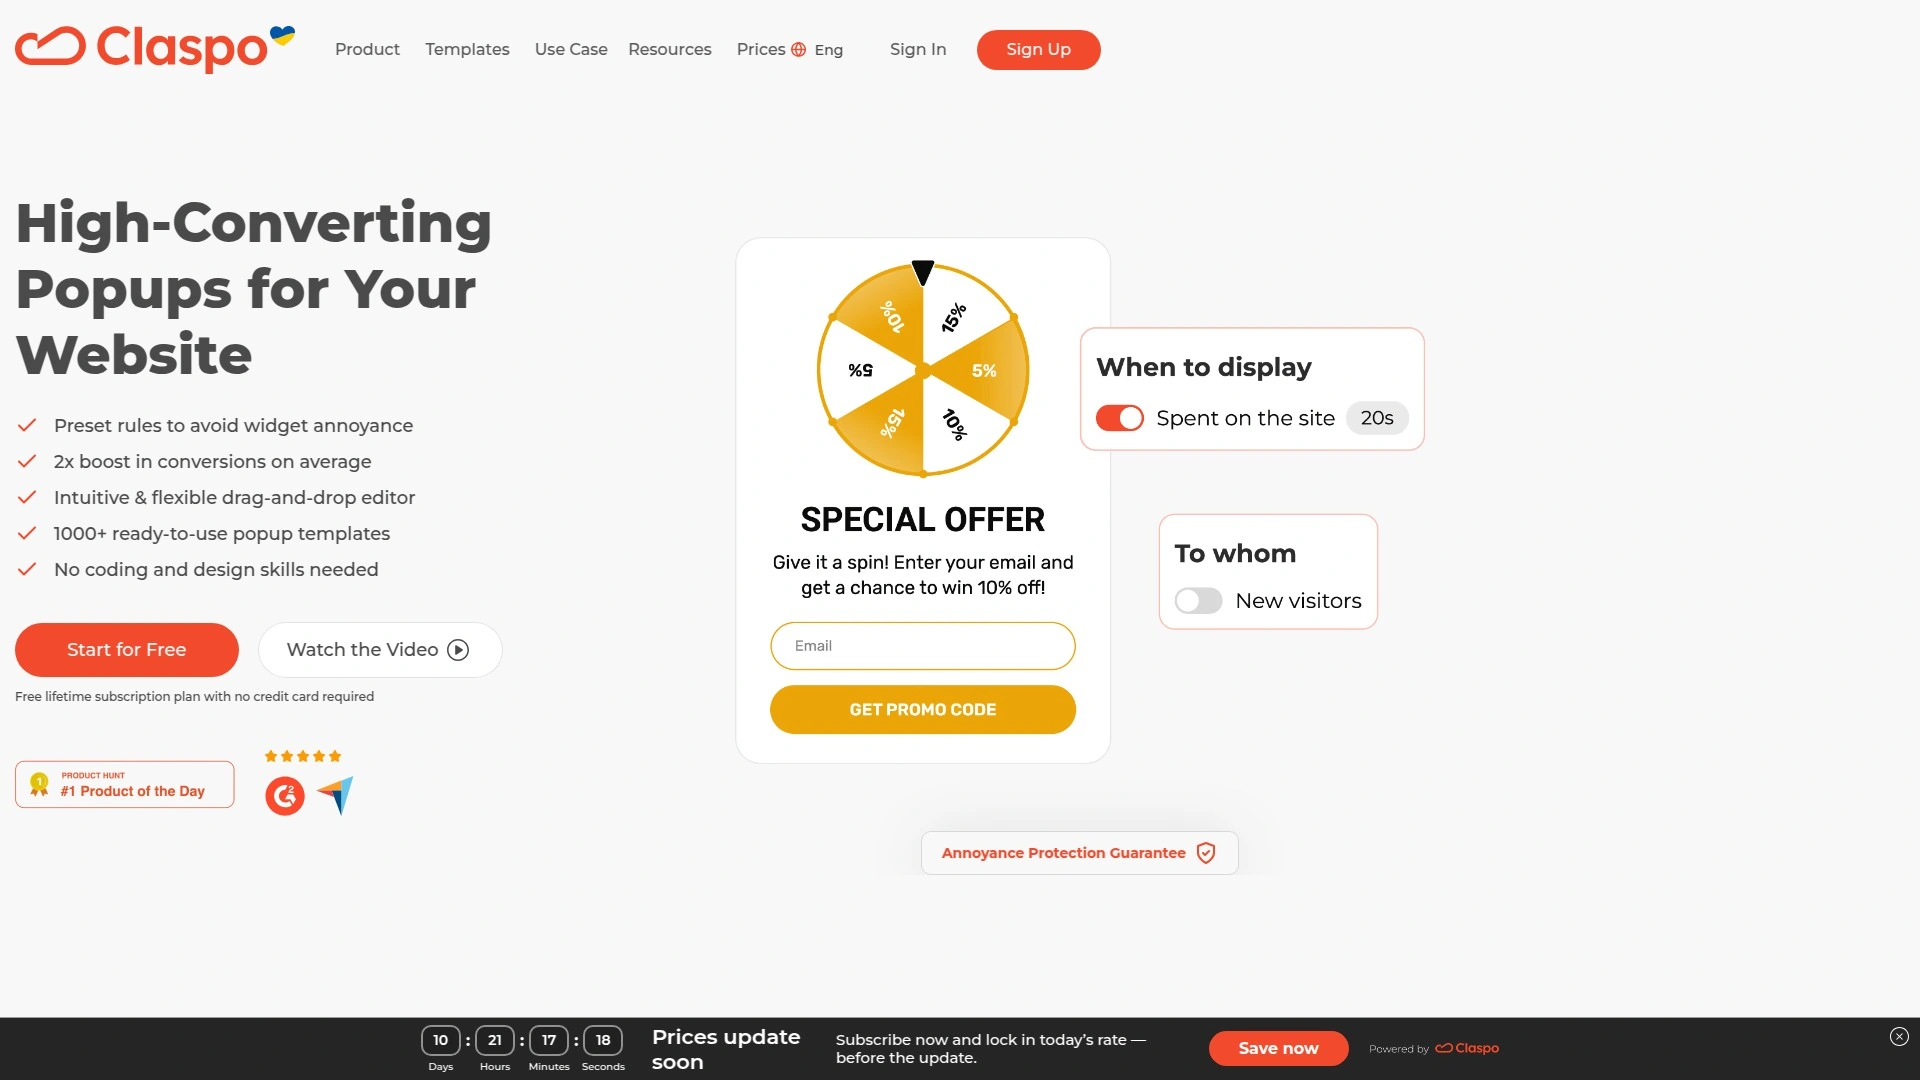 Claspo
Product Templates Use Case Resources Prices Eng Sign In Sign Up
High-Converting
Popups for Your
Website
Preset rules to avoid widget annoyance
2x boost in conversions on average
Intuitive & flexible drag-and-drop editor
1000+ ready-to-use popup templates
No coding and design skills needed
Start for Free
Watch the Video
Free lifetime subscription plan with no credit card required
1
PRODUCT HUNT
#1 Product of the Day
G2
10%
15%
5%
5%
15%
10%
SPECIAL OFFER
Give it a spin! Enter your email and
get a chance to win 10% off!
Email
GET PROMO CODE
When to display
Spent on the site 20s
To whom
New visitors
Annoyance Protection Guarantee
10 : 21 : 17 : 18
Days Hours Minutes Seconds
Prices update
soon
Subscribe now and lock in today’s rate —
before the update.
Save now
Powered by Claspo